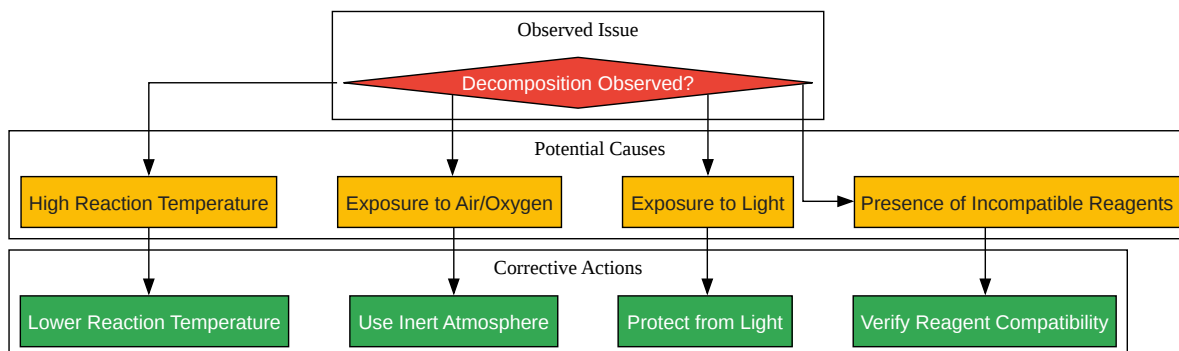 Observed Issue
Decomposition Observed?
Potential Causes
High Reaction Temperature
Exposure to Air/Oxygen
Exposure to Light
Presence of Incompatible Reagents
Corrective Actions
Lower Reaction Temperature
Use Inert Atmosphere
Protect from Light
Verify Reagent Compatibility